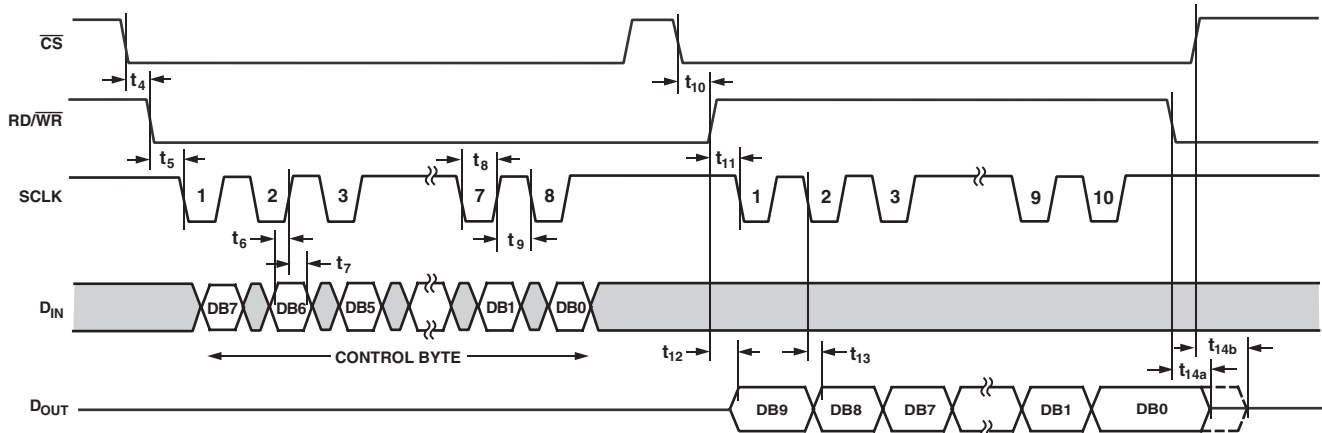 CS
t4
t10
RD/WR
t5
t8
t11
SCLK
1
2
3
7
8
1
2
3
9
10
t6
t9
t7
DIN
DB7
DB6
DB5
DB1
DB0
CONTROL BYTE
t12
t13
t14b
t14a
DOUT
DB9
DB8
DB7
DB1
DB0